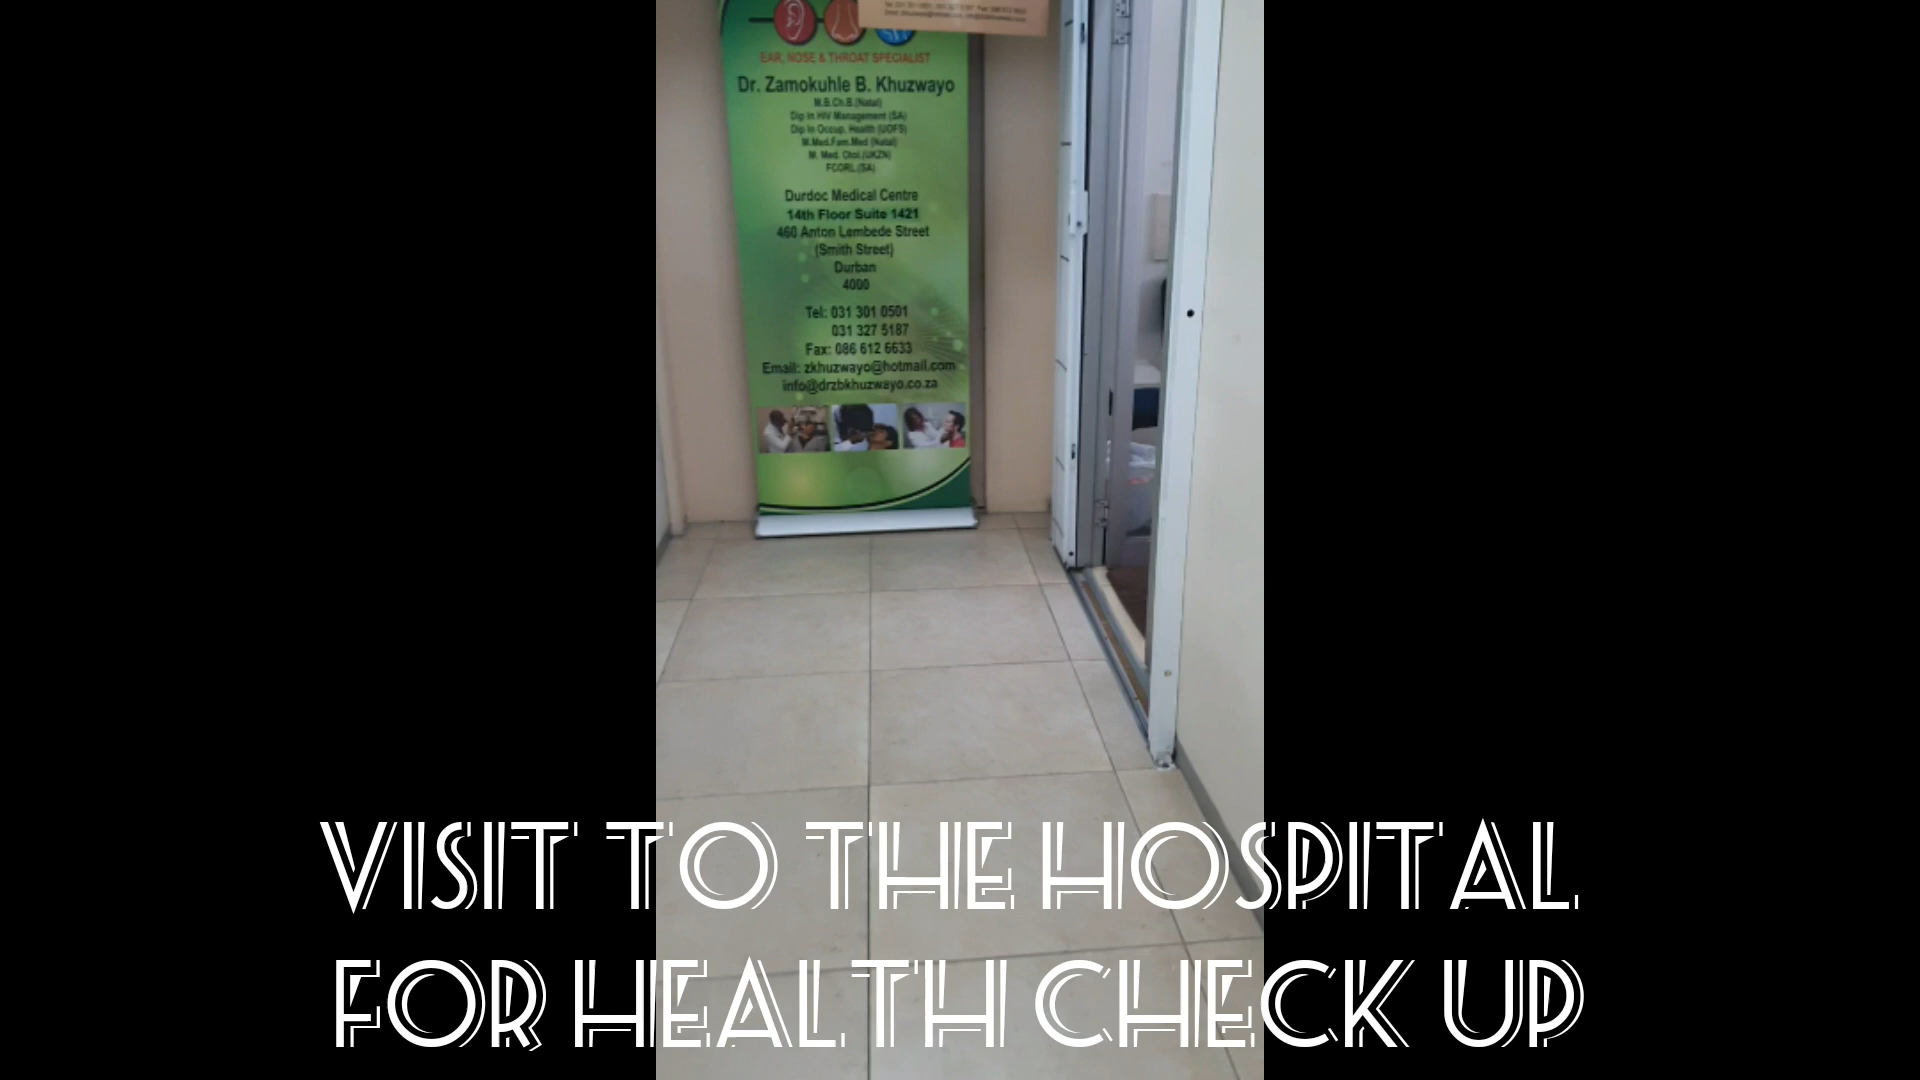 EAR, NOSE & THROAT SPECIALIST
Dr. Zamokuhle B. Khuzwayo
M.B.Ch.B.(Natal)
Dip In HIV Management (SA)
Dip In Occup. Health (UOFS)
M.Med.Fam.Med (Natal)
M. Med. Otol.(UKZN)
FCORL.(SA)
Durdoc Medical Centre
14th Floor Suite 1421
460 Anton Lembede Street
(Smith Street)
Durban
4000
Tel: 031 301 0501
031 327 5187
Fax: 086 612 6633
Email: zkhuzwayo@hotmail.com
info@drzbkhuzwayo.co.za
VISIT TO THE HOSPITAL
FOR HEALTH CHECK UP